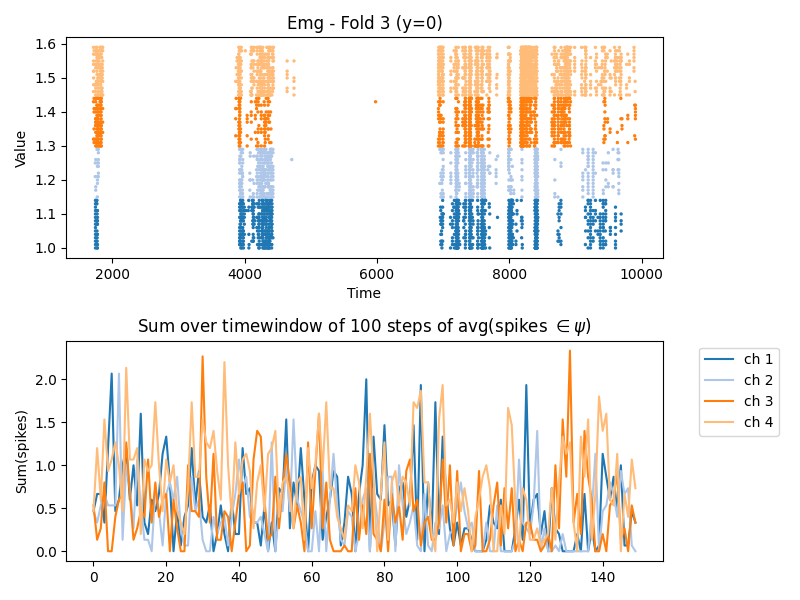 Emg - Fold 3 (y=0)
1.6
1.5
1.4
1.3
1.2
1.1
1.0
Value
2000 4000 6000 8000 10000
Time
Sum over timewindow of 100 steps of avg(spikes ∈ ψ)
2.0
1.5
1.0
0.5
0.0
Sum(spikes)
0 20 40 60 80 100 120 140
ch 1
ch 2
ch 3
ch 4